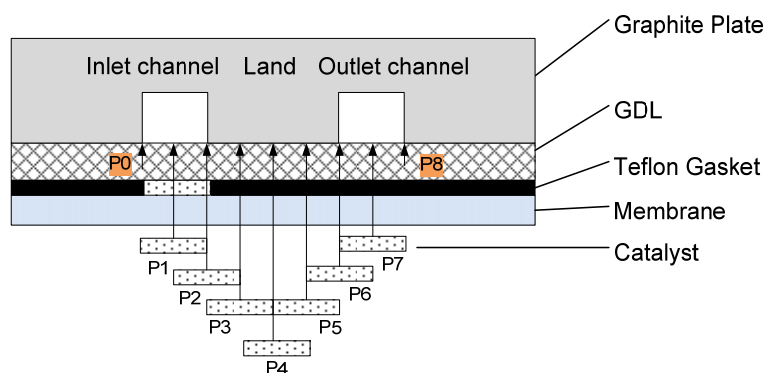 Graphite Plate
Inlet channel Land Outlet channel
GDL
P0 P8
Teflon Gasket
Membrane
P1 P7 Catalyst
P2 P6
P3 P5
P4